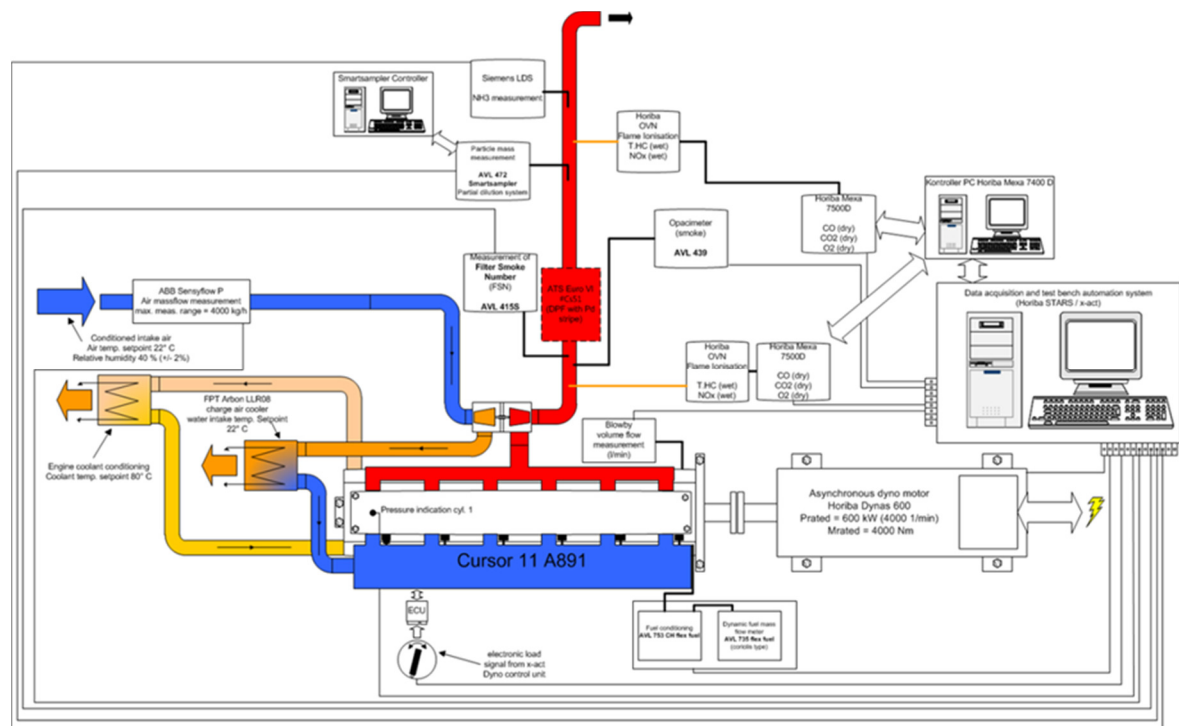 Siemens LDS
NH3 measurement
Smartsampler Controller
Particle mass
measurement
AVL 472
Smartsampler
Partial dilution system
Horiba
OVN
Flame Ionisation
T.HC (wet)
NOx (wet)
Horiba Mexa
7500D
CO (dry)
CO2 (dry)
O2 (dry)
Kontroller PC Horiba Mexa 7400 D
Opacimeter
(smoke)
AVL 439
Measurement of
Filter Smoke
Number
(FSN)
AVL 415S
ATS Euro VI
(DPF with Pd
stripe)
ABB Sensyflow P
Air massflow measurement
max. meas. range = 4000 kg/h
Conditioned intake air
Air temp. setpoint 22° C
Relative humidity 40 % (+/- 2%)
Data acquisition and test bench automation system
(Horiba STARS / x-act)
Horiba
OVN
Flame Ionisation
T.HC (wet)
NOx (wet)
Horiba Mexa
7500D
CO (dry)
CO2 (dry)
O2 (dry)
FPT Arbon LLR08
charge air cooler
water intake temp. Setpoint
22° C
Engine coolant conditioning
Coolant temp. setpoint 80° C
Blowby
volume flow
measurement
(l/min)
Pressure indication cyl. 1
Asynchronous dyno motor
Horiba Dynas 600
Prated = 600 kW (4000 1/min)
Mrated = 4000 Nm
Cursor 11 A891
ECU
electronic load
signal from x-act
Dyno control unit
Fuel conditioning
AVL 753 CH flex fuel
Dynamic fuel mass
flow meter
AVL 735 flex fuel
(coriolis type)